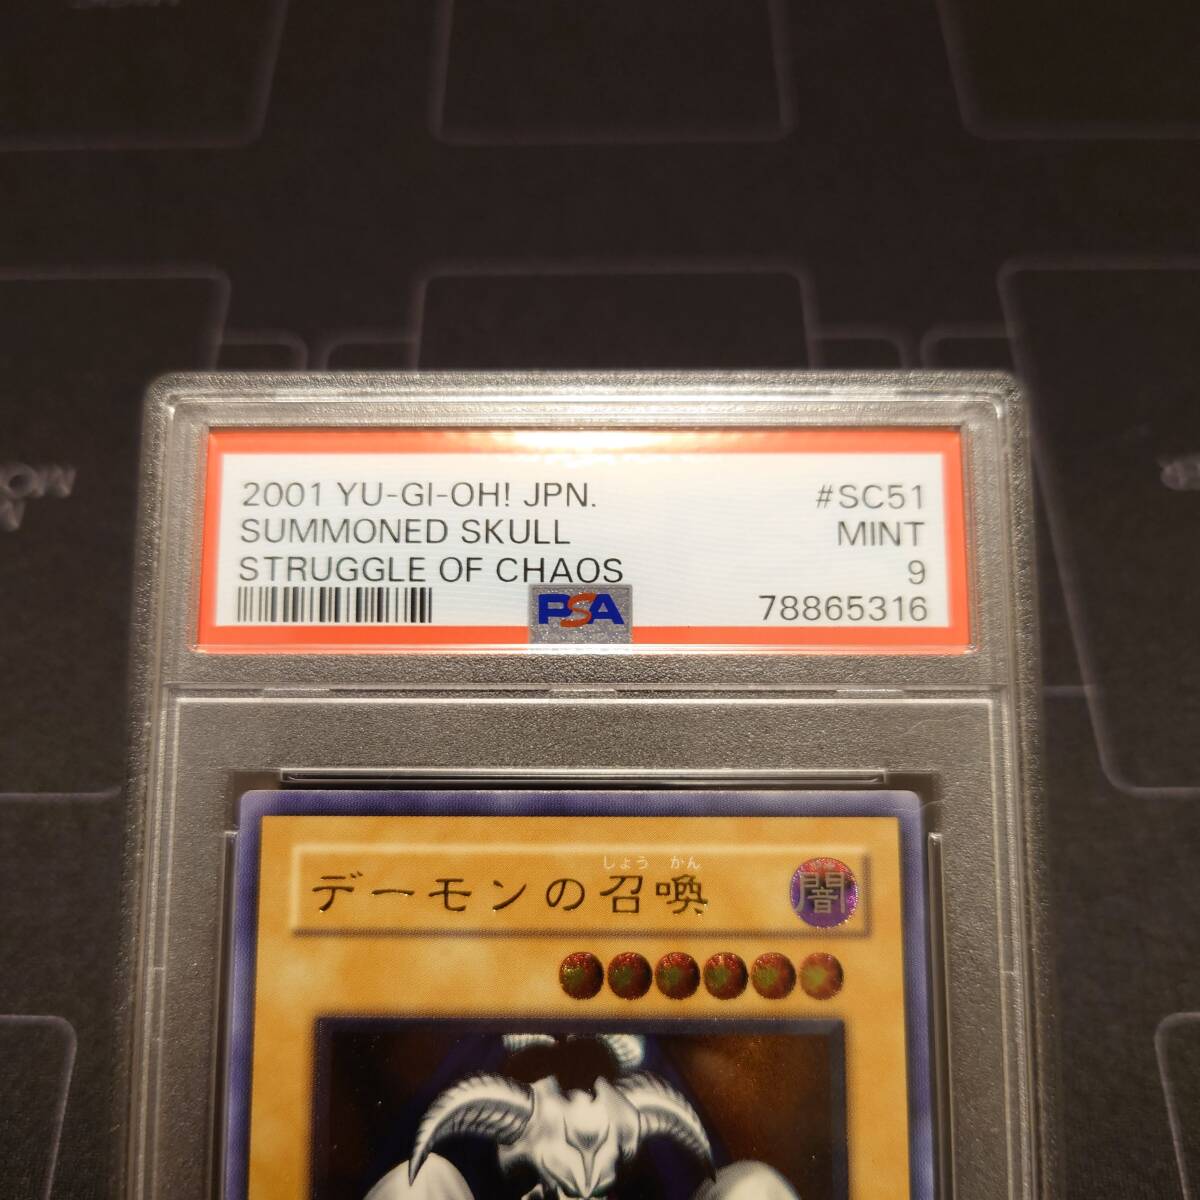 2001 YU-GI-OH! JPN. #SC51
SUMMONED SKULL MINT
STRUGGLE OF CHAOS 9
PSA 78865316
しょう かん
デーモンの召喚 闇